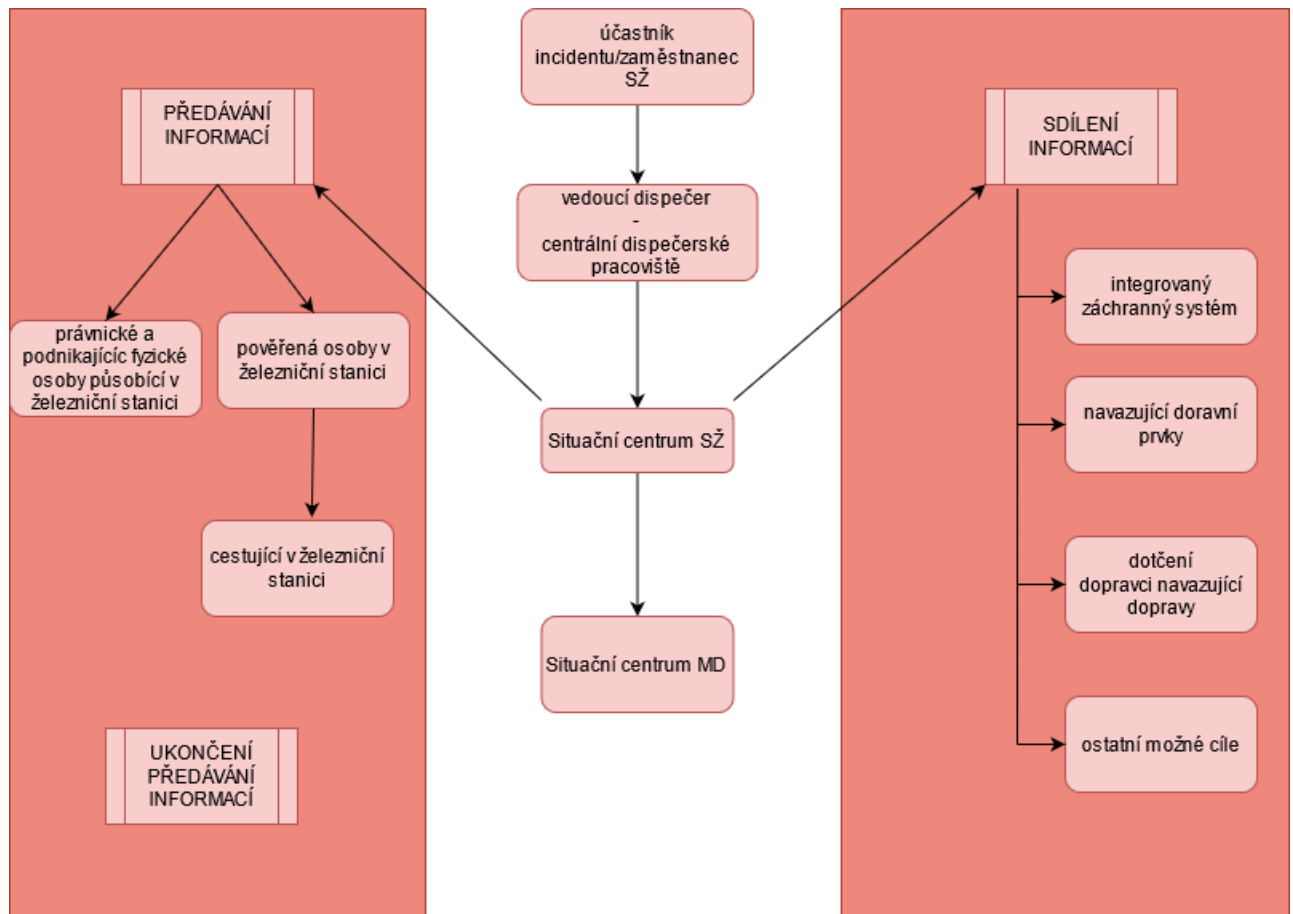 PŘEDÁVÁNÍ
INFORMACÍ
právnické a
podnikajícíc fyzické
osoby působící v
železniční stanici
pověřená osoby v
železniční stanici
cestující v železniční
stanici
UKONČENÍ
PŘEDÁVÁNÍ
INFORMACÍ
účastník
incidentu/zaměstnanec
SŽ
vedoucí dispečer
-
centrální dispečerské
pracoviště
Situační centrum SŽ
Situační centrum MD
SDÍLENÍ
INFORMACÍ
integrovaný
záchranný systém
navazující doravní
prvky
dotčení
dopravci navazující
dopravy
ostatní možné cíle